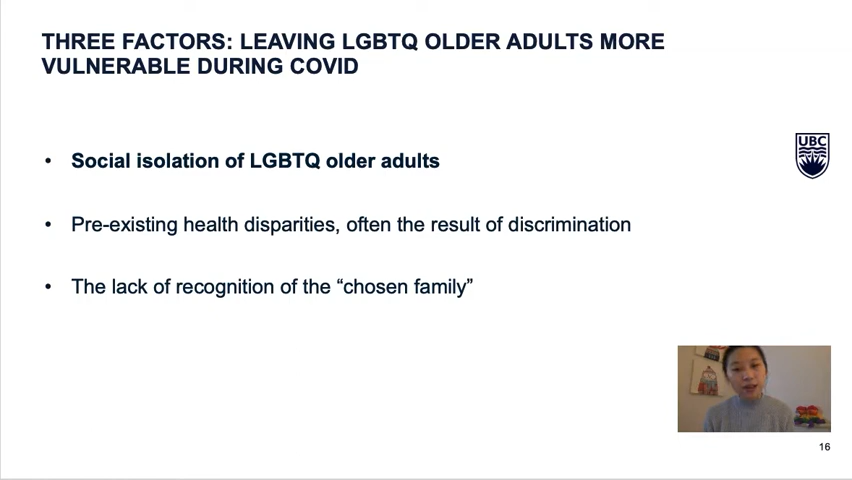 THREE FACTORS: LEAVING LGBTQ OLDER ADULTS MORE
VULNERABLE DURING COVID
• Social isolation of LGBTQ older adults
UBC
• Pre-existing health disparities, often the result of discrimination
• The lack of recognition of the “chosen family”
16